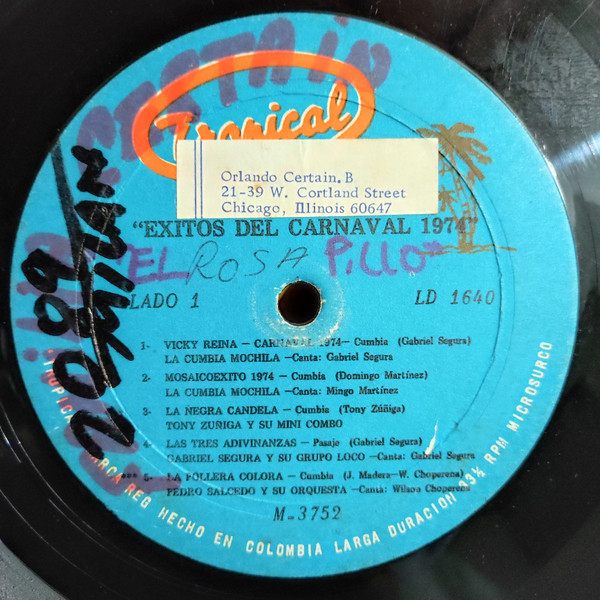 CERTAIN
Tropical
Orlando Certain.B
21-39 W. Cortland Street
Chicago, Illinois 60647
"EXITOS DEL CARNAVAL 1974"
EL ROSA PILLO
LADO 1
LD 1640
1- VICKY REINA — CARNAVAL 1974— Cumbia (Gabriel Segura)
LA CUMBIA MOCHILA —Canta: Gabriel Segura
2- MOSAICOEXITO 1974 — Cumbia (Domingo Martínez)
LA CUMBIA MOCHILA —Canta: Mingo Martínez
3- LA NEGRA CANDELA — Cumbia (Tony Zúñiga)
TONY ZUÑIGA Y SU MINI COMBO
4- LAS TRES ADIVINANZAS — Pasaje (Gabriel Segura)
GABRIEL SEGURA Y SU GRUPO LOCO —Canta: Gabriel Segura
5- LA POLLERA COLORA — Cumbia (J. Madera—W. Choperena)
PEDRO SALCEDO Y SU ORQUESTA —Canta: Wilson Choperena
M-3752
MARCA REG HECHO EN COLOMBIA LARGA DURACION 33⅓ RPM MICROSURCO
2089